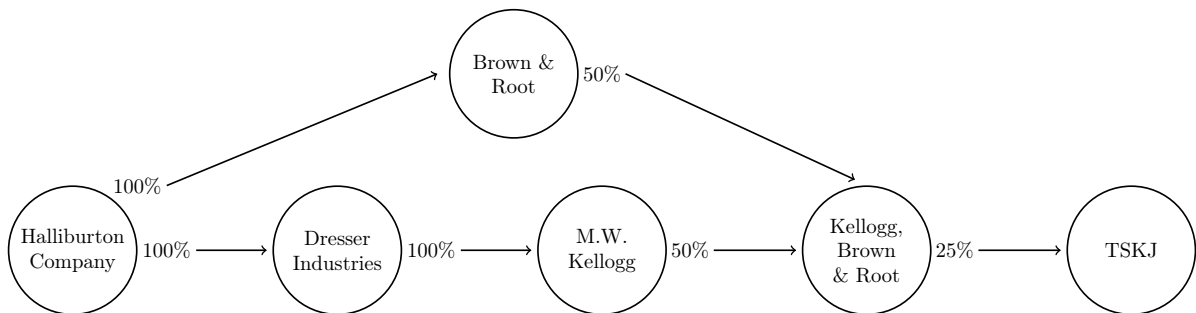 Brown &
Root
50%
100%
Halliburton
Company
100%
Dresser
Industries
100%
M.W.
Kellogg
50%
Kellogg,
Brown
& Root
25%
TSKJ